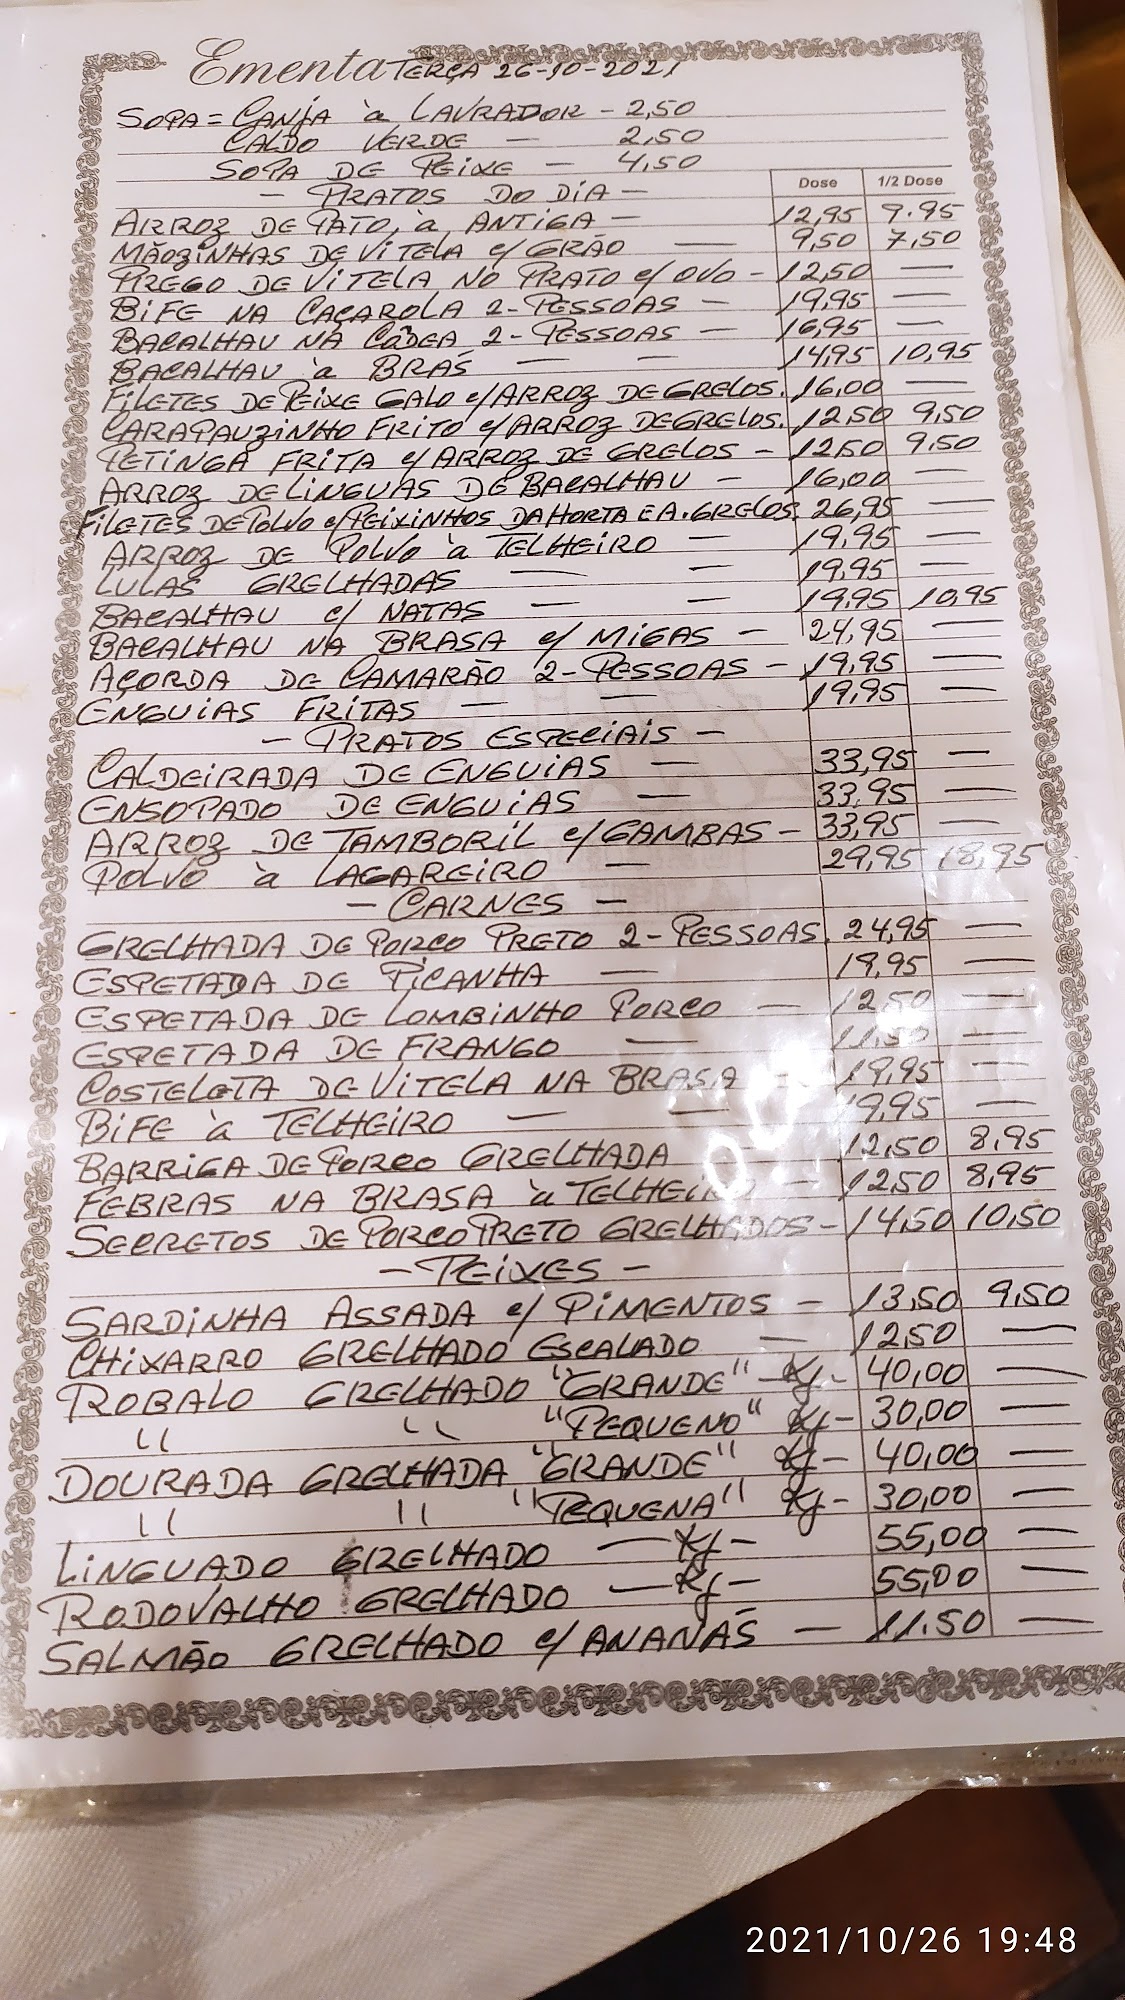 Ementa TERÇA 26-10-2021
SOPA = CANJA à LAVRADOR - 2,50
CALDO VERDE - 2,50
SOPA DE PEIXE - 4,50
Dose 1/2 Dose
- PRATOS DO DIA -
ARROZ DE PATO, à ANTIGA - 12,95 9.95
MÃOZINHAS DE VITELA c/ GRÃO - 9,50 7,50
PREGO DE VITELA NO PRATO c/ OVO - 12,50 -
BIFE NA CAÇAROLA 2-PESSOAS - 19,95 -
BACALHAU NA CÔDEA 2-PESSOAS - 16,95 -
BACALHAU à BRÁS - - 14,95 10,95
FILETES DE PEIXE GALO c/ARROZ DE GRELOS. 16,00 -
CARAPAUZINHO FRITO c/ARROZ DE GRELOS. 12,50 9,50
PETINGA FRITA c/ARROZ DE GRELOS - 12,50 9,50
ARROZ DE LINGUAS DE BACALHAU - 16,00 -
FILETES DE POLVO c/PEIXINHOS DA HORTA E A. GRELOS. 26,95 -
ARROZ DE POLVO à TELHEIRO - 19,95 -
LULAS GRELHADAS - - 19,95 -
BACALHAU c/ NATAS - - 19,95 10,95
BACALHAU NA BRASA c/ MIGAS - 24,95 -
AÇORDA DE CAMARÃO 2-PESSOAS - 19,95 -
ENGUIAS FRITAS - - 19,95 -
- PRATOS ESPECIAIS -
CALDEIRADA DE ENGUIAS - 33,95 -
ENSOPADO DE ENGUIAS - 33,95 -
ARROZ DE TAMBORIL c/GAMBAS - 33,95 -
POLVO à LAGAREIRO - 29,95 18,95
- CARNES -
GRELHADA DE PORCO PRETO 2-PESSOAS. 24,95 -
ESPETADA DE PICANHA - 19,95 -
ESPETADA DE LOMBINHO PORCO - 12,50 -
ESPETADA DE FRANGO - 11,50 -
COSTELETA DE VITELA NA BRASA 19,95 -
BIFE à TELHEIRO - - 19,95 -
BARRIGA DE PORCO GRELHADA 12,50 8,95
FEBRAS NA BRASA à TELHEIRO - 12,50 8,95
SECRETOS DE PORCO PRETO GRELHADOS - 14,50 10,50
- PEIXES -
SARDINHA ASSADA c/ PIMENTOS - 13,50 9,50
CHIXARRO GRELHADO ESCALADO - 12,50 -
ROBALO GRELHADO "GRANDE" - Kg - 40,00 -
" " "PEQUENO" Kg - 30,00 -
DOURADA GRELHADA "GRANDE" Kg - 40,00 -
" " "PEQUENA" Kg - 30,00 -
LINGUADO GRELHADO - Kg - 55,00 -
RODOVALHO GRELHADO - Kg - 55,00 -
SALMÃO GRELHADO c/ ANANÁS - 11.50 -
2021/10/26 19:48